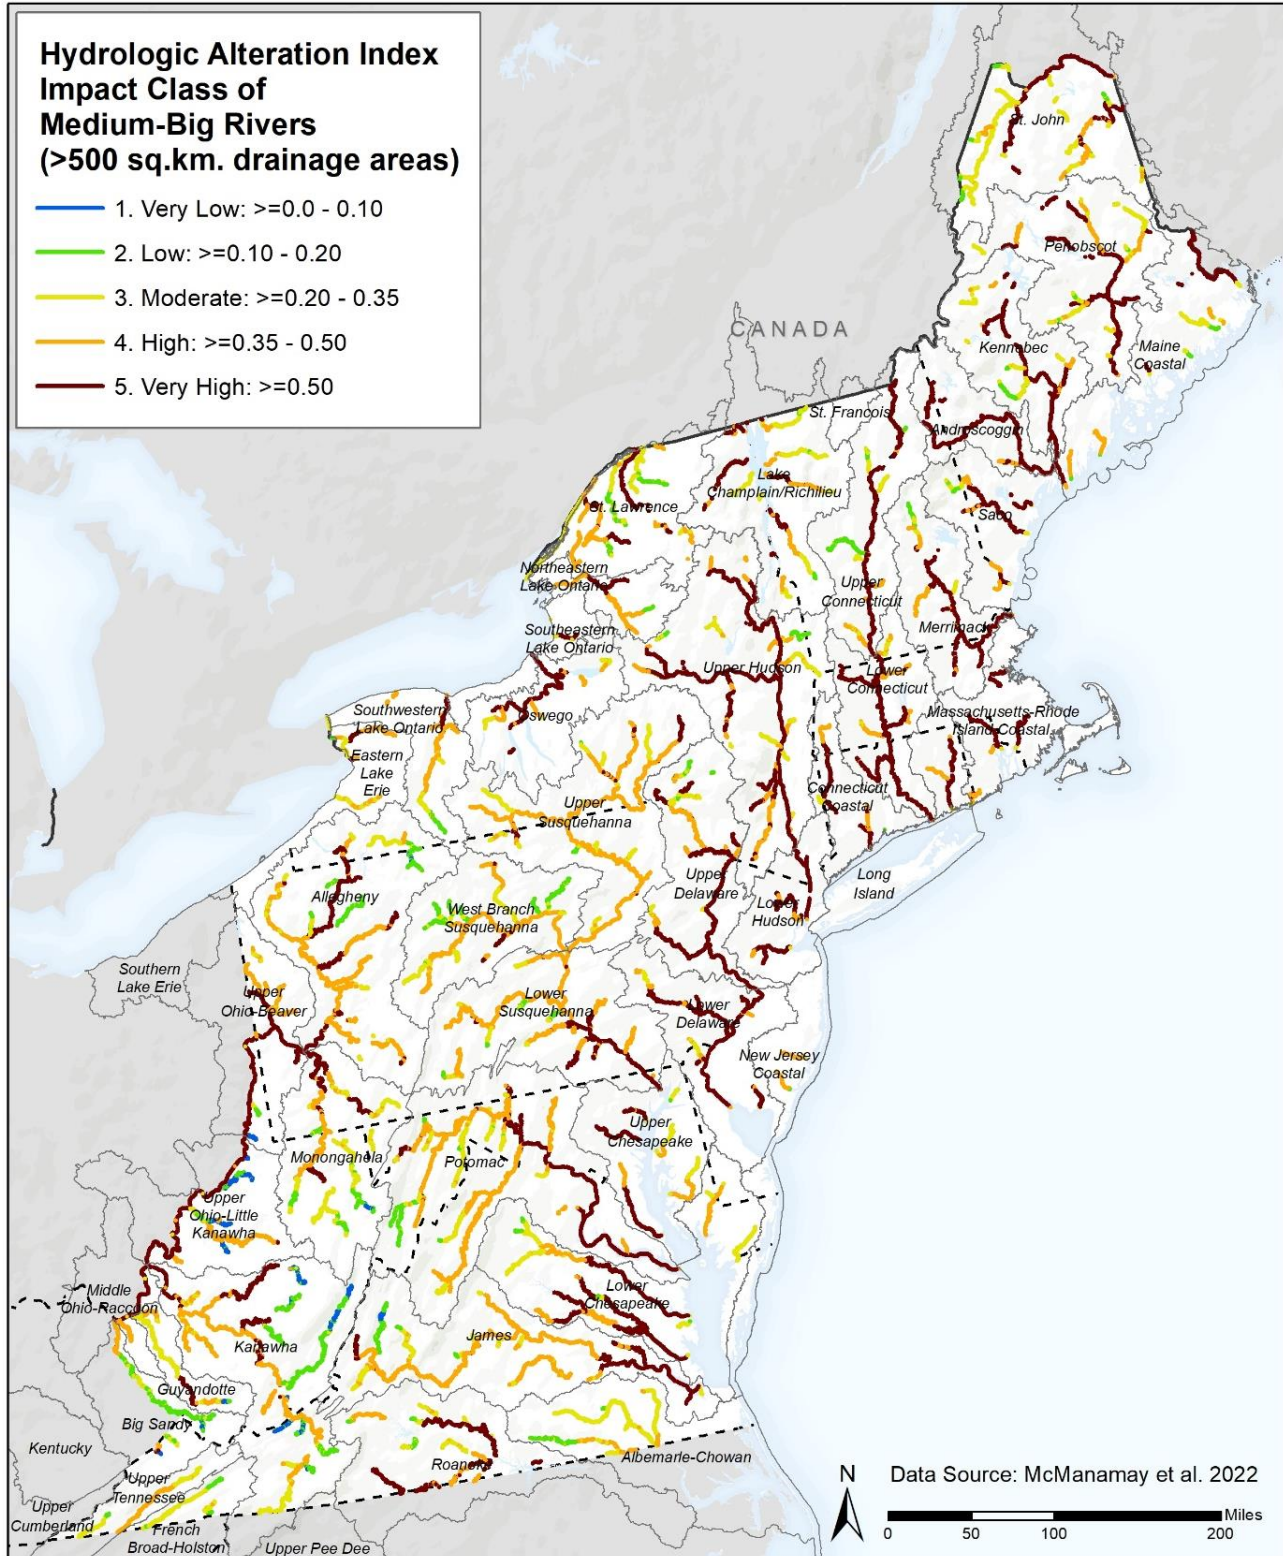 Hydrologic Alteration Index
Impact Class of
Medium-Big Rivers
(>500 sq.km. drainage areas)
1. Very Low: >=0.0 - 0.10
2. Low: >=0.10 - 0.20
3. Moderate: >=0.20 - 0.35
4. High: >=0.35 - 0.50
5. Very High: >=0.50
St. John
Penobscot
CANADA
Kennebec
Maine
Coastal
St. Francois
Androscoggin
Lake
Champlain/Richilieu
St. Lawrence
Saco
Northeastern
Lake Ontario
Upper
Connecticut
Southeastern
Lake Ontario
Merrimack
Upper Hudson
Lower
Connecticut
Southwestern
Lake Ontario
Oswego
Massachusetts-Rhode
Island Coastal
Eastern
Lake
Erie
Connecticut
Coastal
Upper
Susquehanna
Upper
Delaware
Long
Island
Allegheny
West Branch
Susquehanna
Lower
Hudson
Southern
Lake Erie
Upper
Ohio-Beaver
Lower
Susquehanna
Lower
Delaware
New Jersey
Coastal
Upper
Chesapeake
Monongahela
Potomac
Upper
Ohio-Little
Kanawha
Middle
Ohio-Raccoon
Lower
Chesapeake
James
Kanawha
Guyandotte
Big Sandy
Kentucky
Roanoke
Albemarle-Chowan
Upper
Tennessee
Upper
Cumberland
French
Broad-Holston
Upper Pee Dee
N
Data Source: McManamay et al. 2022
Miles
0 50 100 200